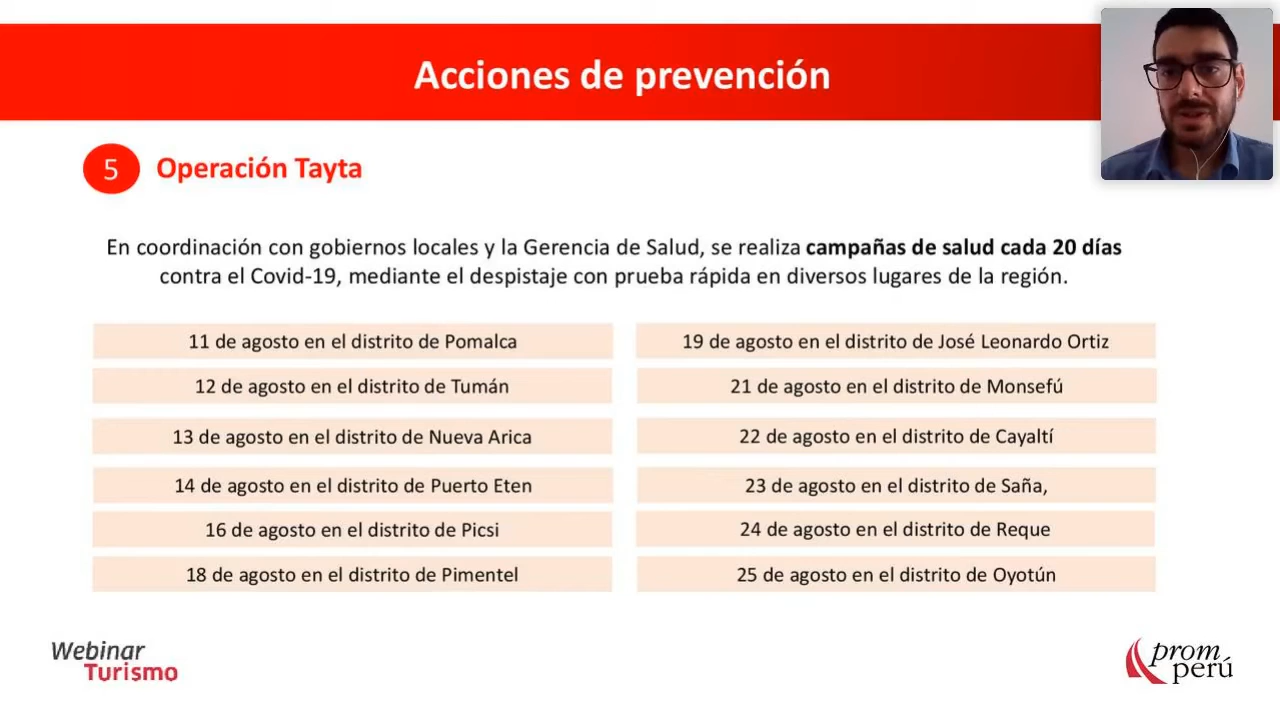 Acciones de prevención
5
Operación Tayta
En coordinación con gobiernos locales y la Gerencia de Salud, se realiza campañas de salud cada 20 días
contra el Covid-19, mediante el despistaje con prueba rápida en diversos lugares de la región.
11 de agosto en el distrito de Pomalca
12 de agosto en el distrito de Tumán
13 de agosto en el distrito de Nueva Arica
14 de agosto en el distrito de Puerto Eten
16 de agosto en el distrito de Picsi
18 de agosto en el distrito de Pimentel
19 de agosto en el distrito de José Leonardo Ortiz
21 de agosto en el distrito de Monsefú
22 de agosto en el distrito de Cayaltí
23 de agosto en el distrito de Saña,
24 de agosto en el distrito de Reque
25 de agosto en el distrito de Oyotún
Webinar
Turismo
prom
perú